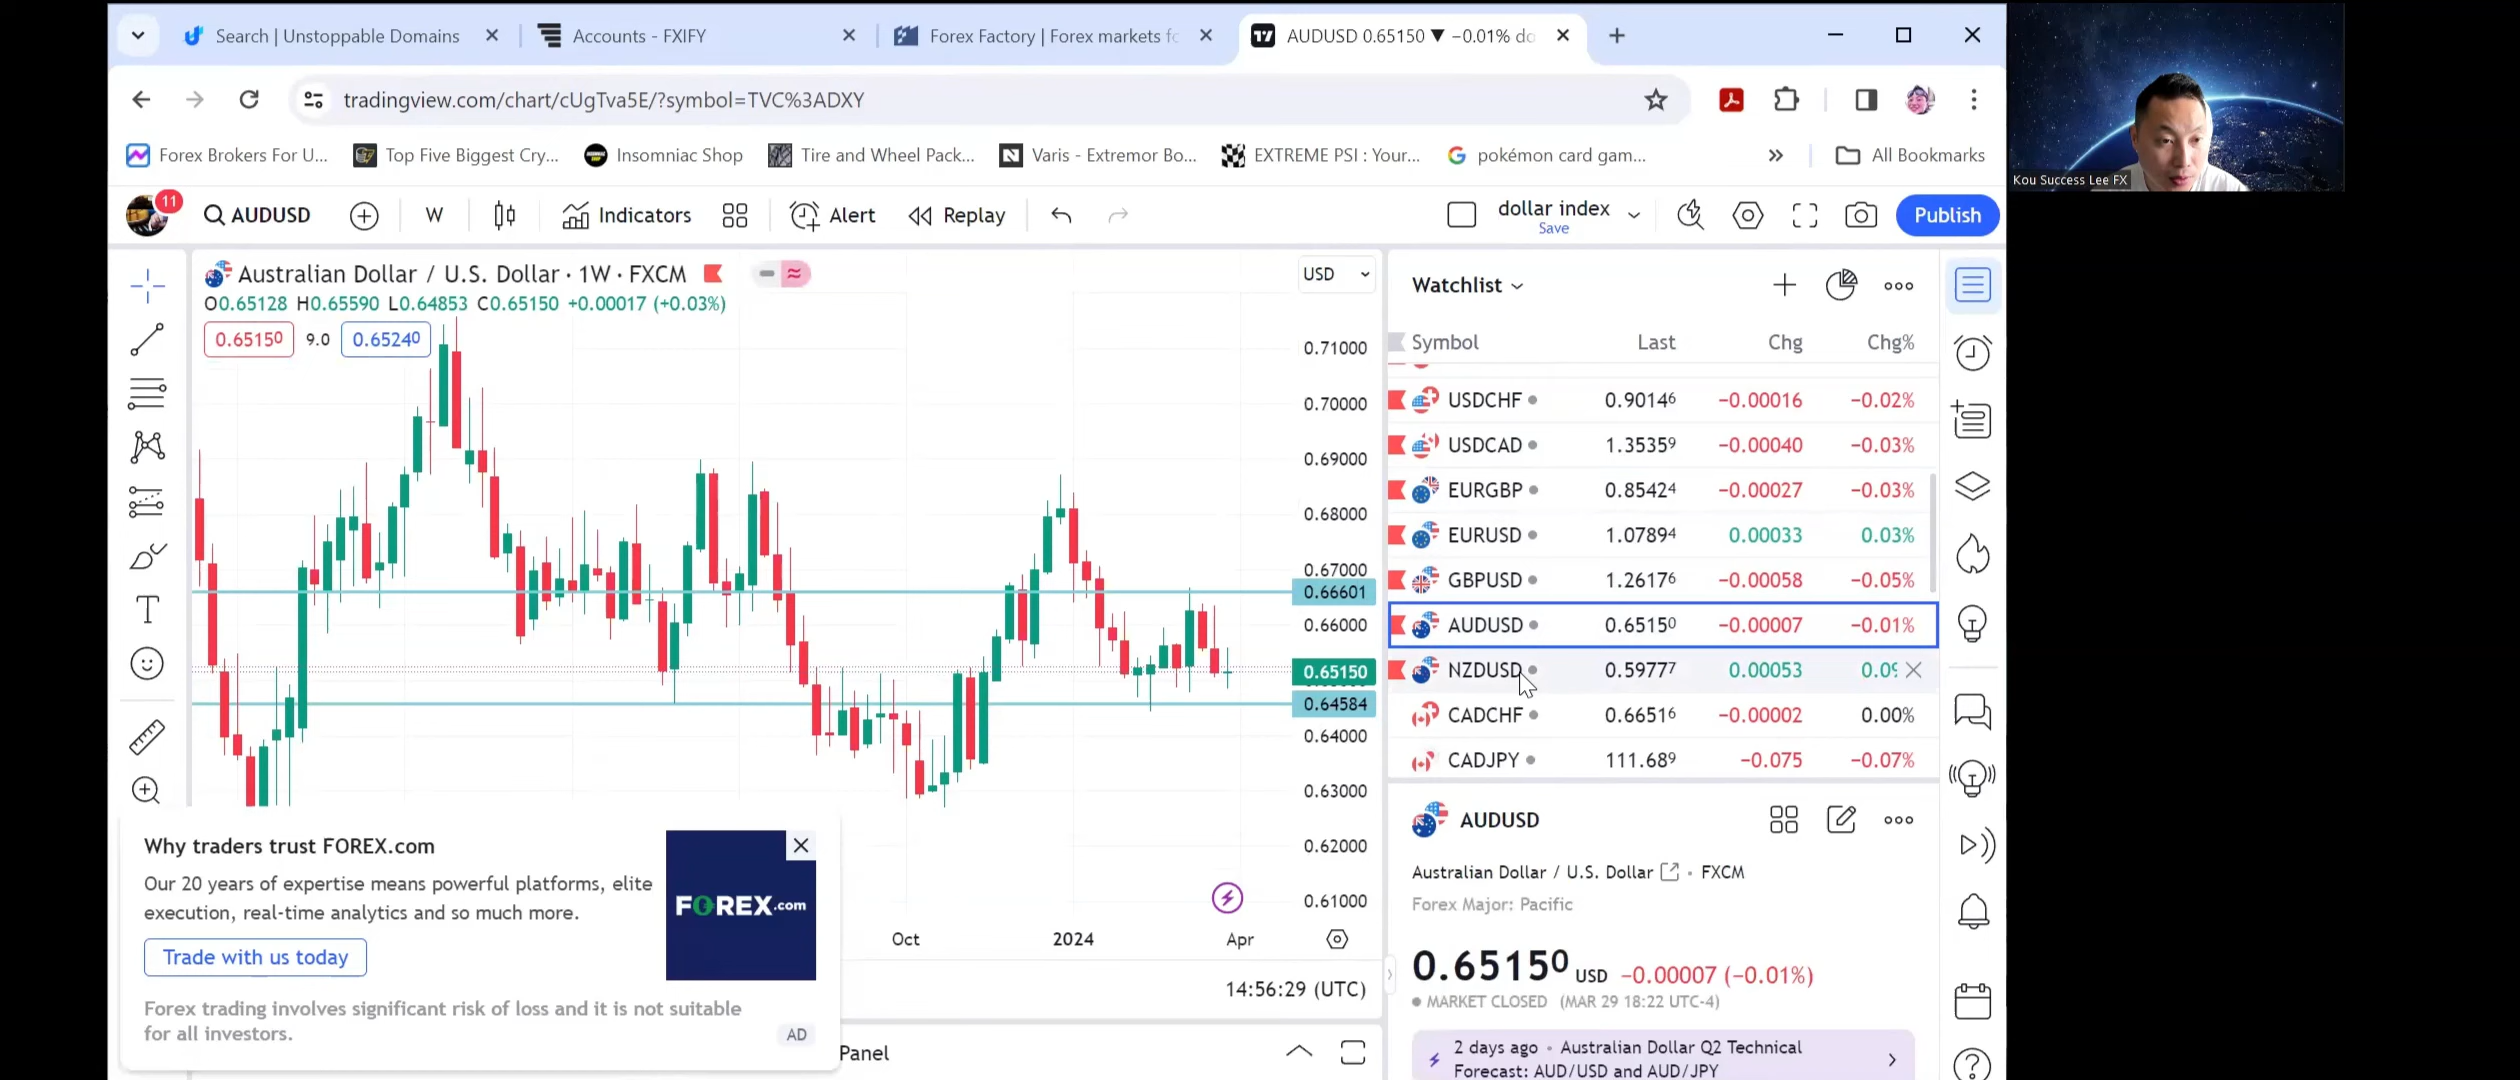 Search | Unstoppable Domains
Accounts - FXIFY
Forex Factory | Forex markets fo
AUDUSD 0.65150 ▼ −0.01% do
tradingview.com/chart/cUgTva5E/?symbol=TVC%3ADXY
Forex Brokers For U...
Top Five Biggest Cry...
Insomniac Shop
Tire and Wheel Pack...
Varis - Extremor Bo...
EXTREME PSI : Your...
pokémon card gam...
All Bookmarks
Kou Success Lee FX
11
AUDUSD
W
Indicators
Alert
Replay
dollar index
Save
Publish
Australian Dollar / U.S. Dollar · 1W · FXCM
USD
O0.65128 H0.65590 L0.64853 C0.65150 +0.00017 (+0.03%)
0.65150 9.0 0.65240
0.71000
0.70000
0.69000
0.68000
0.67000
0.66601
0.66000
0.65150
0.64584
0.64000
0.63000
0.62000
0.61000
Oct 2024 Apr
14:56:29 (UTC)
Panel
Why traders trust FOREX.com
Our 20 years of expertise means powerful platforms, elite
execution, real-time analytics and so much more.
Trade with us today
FOREX.com
Forex trading involves significant risk of loss and it is not suitable
for all investors.
AD
Watchlist
Symbol Last Chg Chg%
USDCHF 0.90146 −0.00016 −0.02%
USDCAD 1.35359 −0.00040 −0.03%
EURGBP 0.85424 −0.00027 −0.03%
EURUSD 1.07894 0.00033 0.03%
GBPUSD 1.26176 −0.00058 −0.05%
AUDUSD 0.65150 −0.00007 −0.01%
NZDUSD 0.59777 0.00053 0.09
CADCHF 0.66516 −0.00002 0.00%
CADJPY 111.689 −0.075 −0.07%
AUDUSD
Australian Dollar / U.S. Dollar • FXCM
Forex Major: Pacific
0.65150 USD −0.00007 (−0.01%)
MARKET CLOSED (MAR 29 18:22 UTC-4)
2 days ago • Australian Dollar Q2 Technical
Forecast: AUD/USD and AUD/JPY